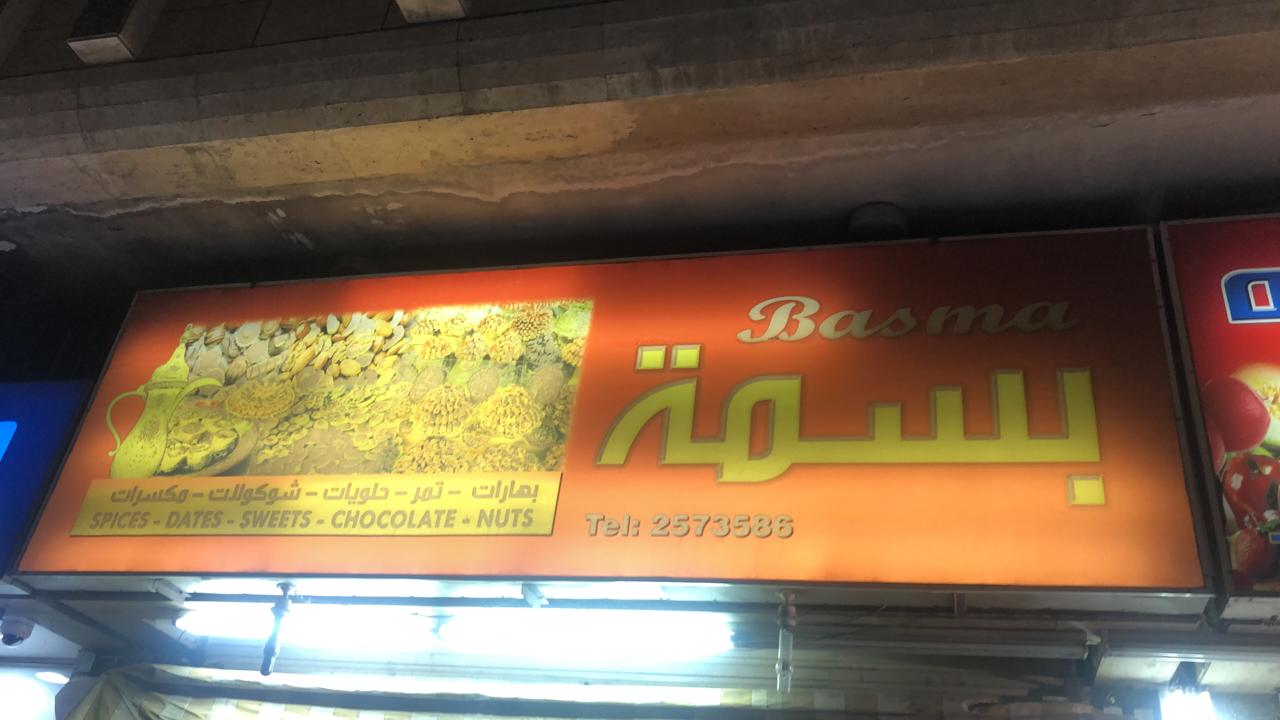 Basma
بسمة
بهارات - تمر - حلويات - شوكولات - مكسرات
SPICES - DATES - SWEETS - CHOCOLATE - NUTS
Tel: 2573586